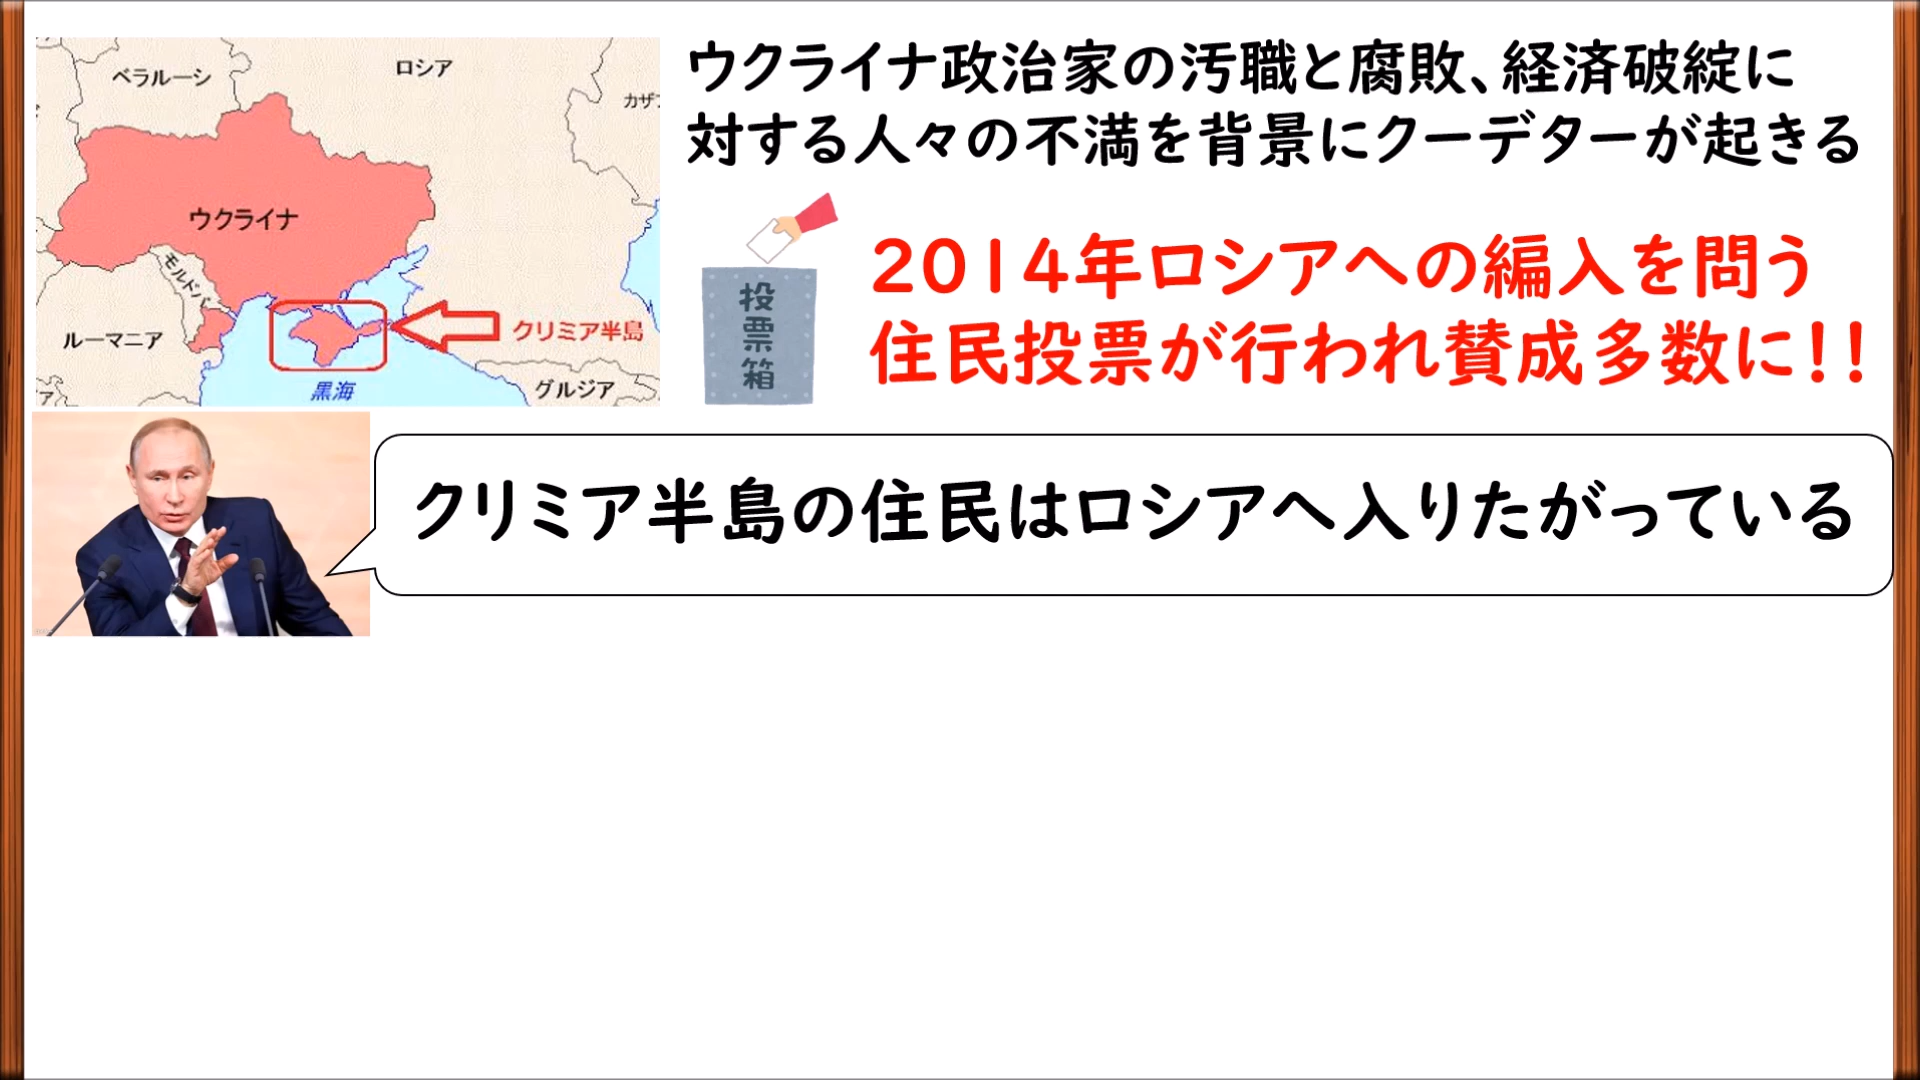 ベラルーシ
ロシア
カザフ
ウクライナ
モルドバ
ルーマニア
クリミア半島
黒海
グルジア
ア
ウクライナ政治家の汚職と腐敗、経済破綻に
対する人々の不満を背景にクーデターが起きる
投票箱
2014年ロシアへの編入を問う
住民投票が行われ賛成多数に!!
クリミア半島の住民はロシアへ入りたがっている